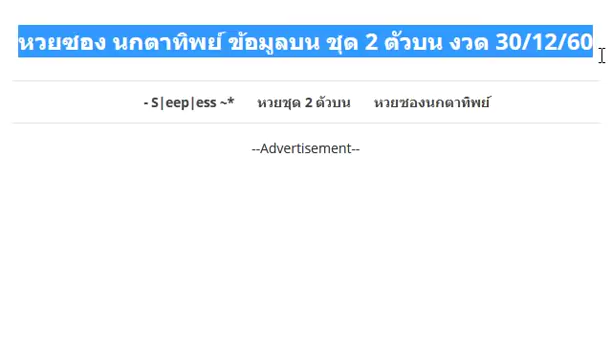 หวยซอง นกตาทิพย์ ข้อมูลบน ชุด 2 ตัวบน งวด 30/12/60
- S|eep|ess ~* หวยชุด 2 ตัวบน หวยซองนกตาทิพย์
--Advertisement--